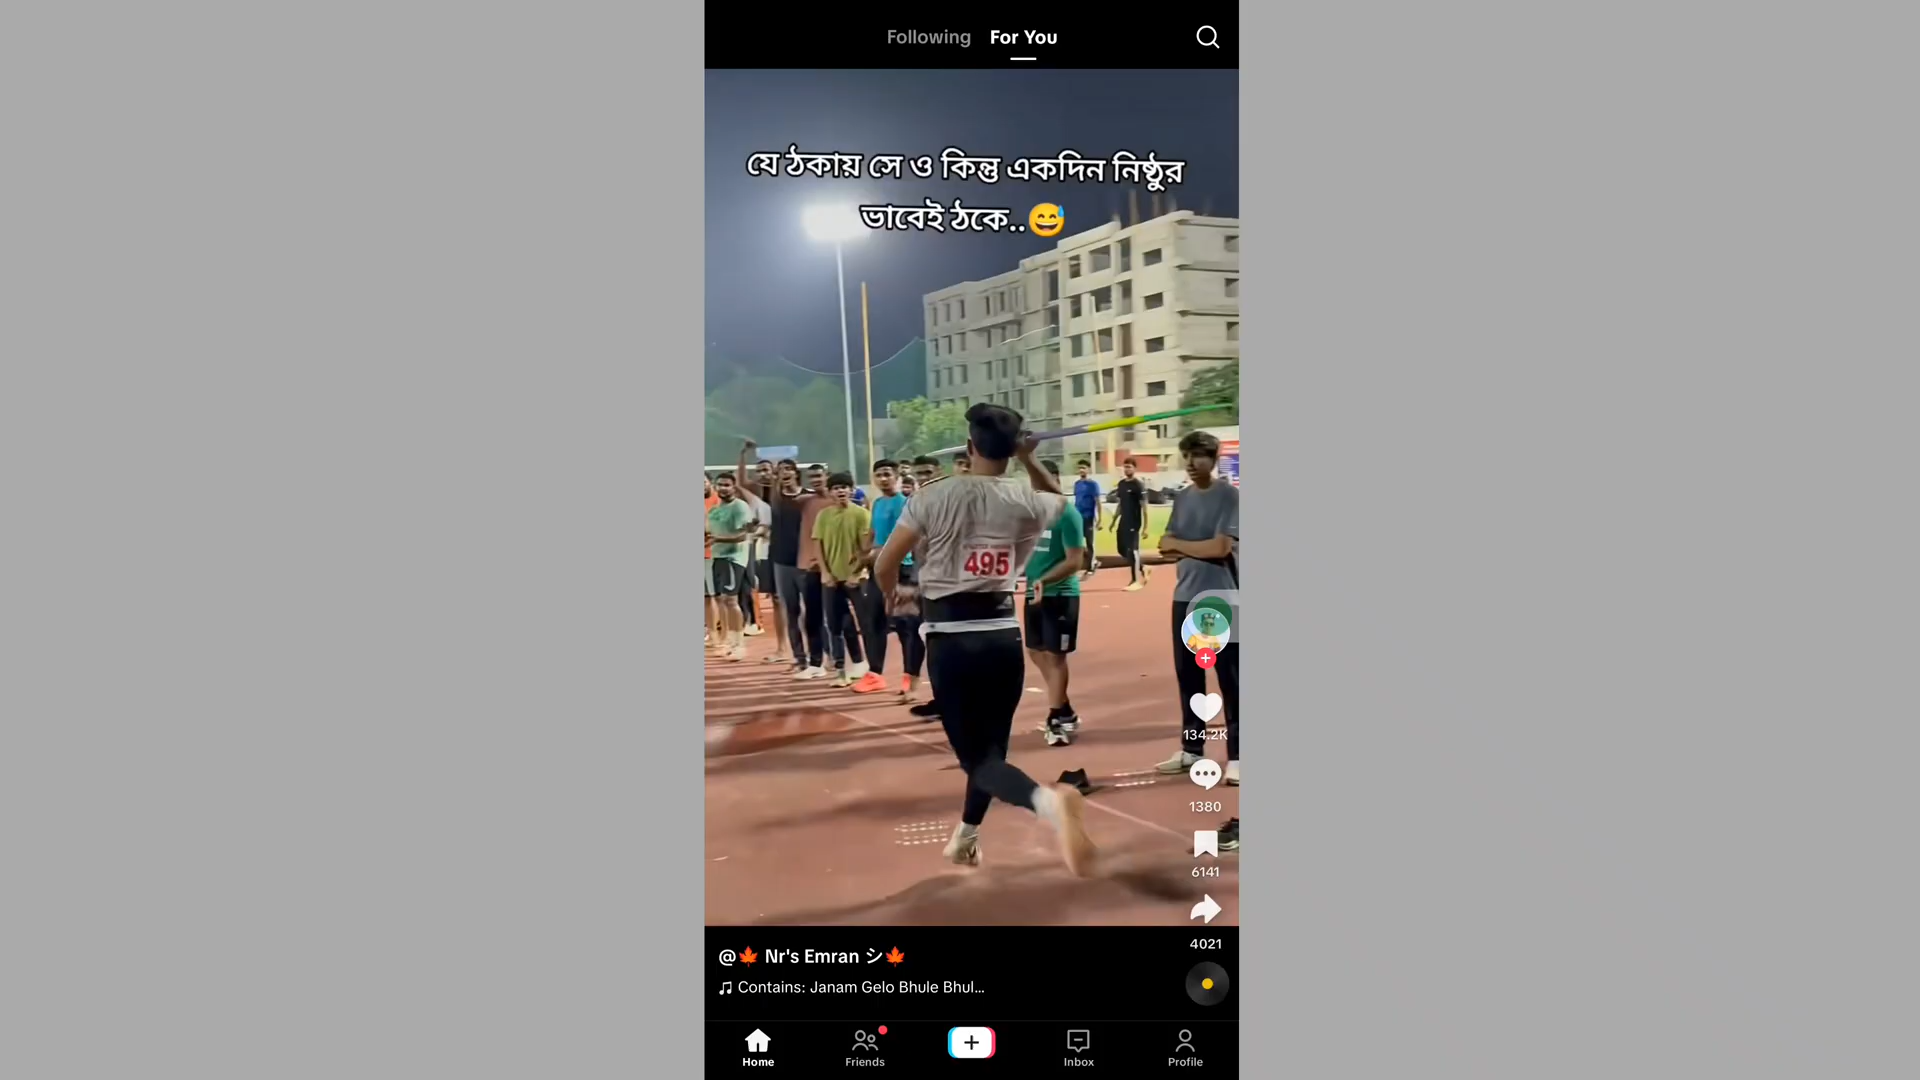 Following For You
যে ঠকায় সে ও কিন্তু একদিন নিষ্ঠুর
ভাবেই ঠকে..😅
495
134.2K
1380
6141
4021
@🍁 Nr's Emran シ🍁
Contains: Janam Gelo Bhule Bhul...
Home Friends Inbox Profile